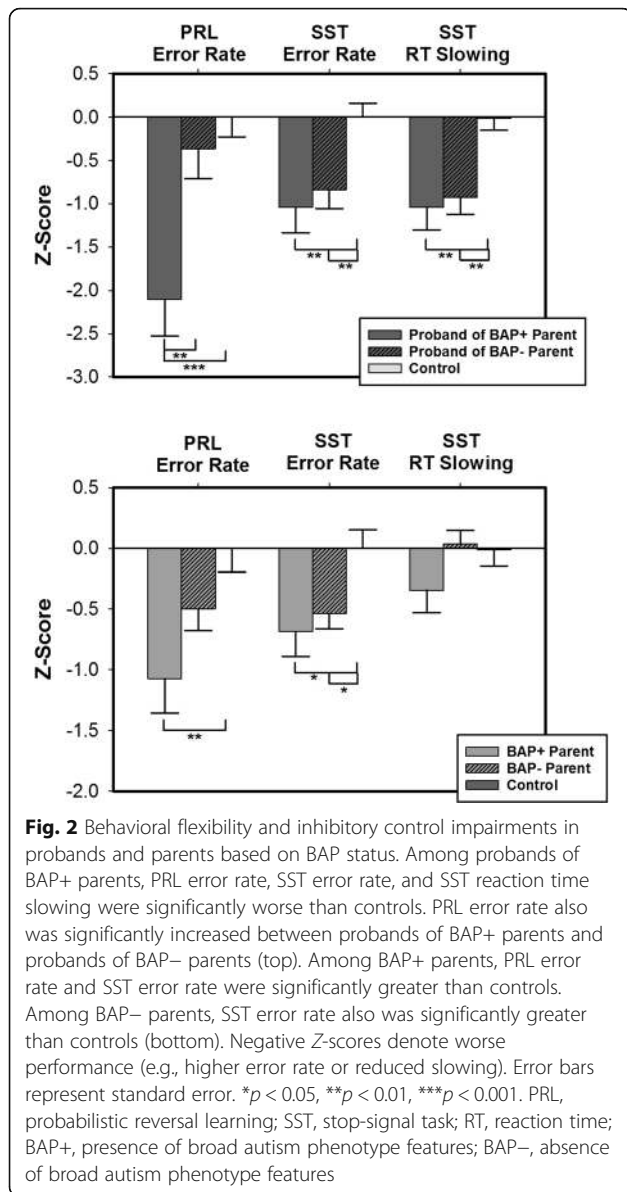 PRL SST SST
Error Rate Error Rate RT Slowing
0.5
0.0
-0.5
-1.0
-1.5
-2.0
-2.5
-3.0
Z-Score
** **
** **
**
***
Proband of BAP+ Parent
Proband of BAP- Parent
Control
PRL SST SST
Error Rate Error Rate RT Slowing
0.5
0.0
-0.5
-1.0
-1.5
-2.0
Z-Score
*
*
**
BAP+ Parent
BAP- Parent
Control
Fig. 2 Behavioral flexibility and inhibitory control impairments in
probands and parents based on BAP status. Among probands of
BAP+ parents, PRL error rate, SST error rate, and SST reaction time
slowing were significantly worse than controls. PRL error rate also
was significantly increased between probands of BAP+ parents and
probands of BAP− parents (top). Among BAP+ parents, PRL error
rate and SST error rate were significantly greater than controls.
Among BAP− parents, SST error rate also was significantly greater
than controls (bottom). Negative Z-scores denote worse
performance (e.g., higher error rate or reduced slowing). Error bars
represent standard error. *p < 0.05, **p < 0.01, ***p < 0.001. PRL,
probabilistic reversal learning; SST, stop-signal task; RT, reaction time;
BAP+, presence of broad autism phenotype features; BAP−, absence
of broad autism phenotype features